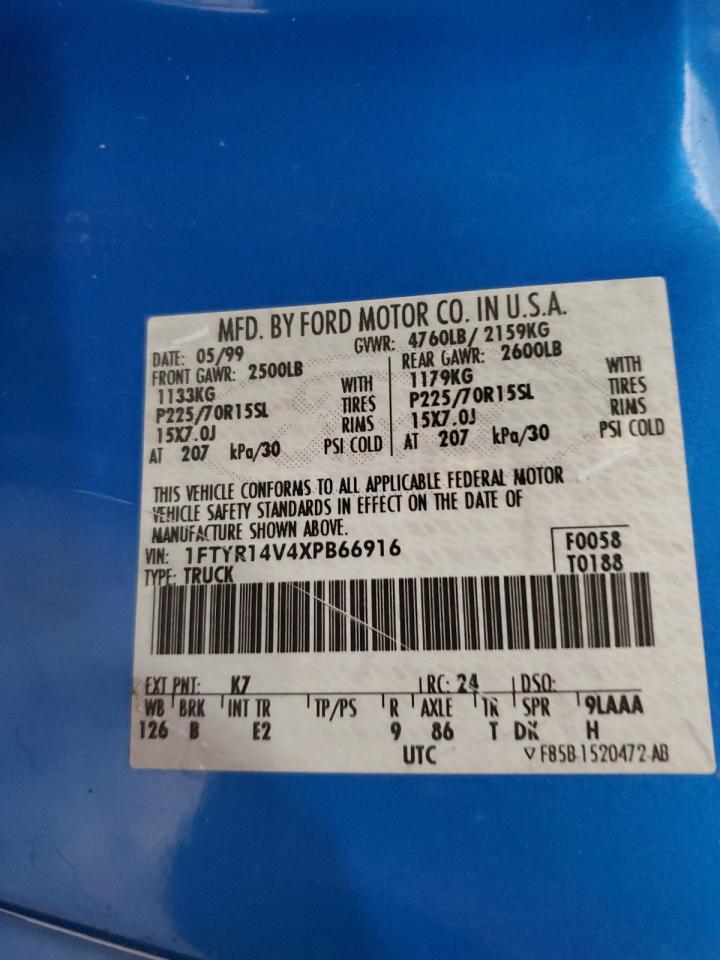 MFD. BY FORD MOTOR CO. IN U.S.A.
DATE: 05/99 GVWR: 4760LB/ 2159KG
FRONT GAWR: 2500LB REAR GAWR: 2600LB
1133KG WITH 1179KG WITH
P225/70R15SL TIRES P225/70R15SL TIRES
15X7.0J RIMS 15X7.0J RIMS
AT 207 kPa/30 PSI COLD AT 207 kPa/30 PSI COLD
THIS VEHICLE CONFORMS TO ALL APPLICABLE FEDERAL MOTOR
VEHICLE SAFETY STANDARDS IN EFFECT ON THE DATE OF
MANUFACTURE SHOWN ABOVE.
VIN: 1FTYR14V4XPB66916 F0058
TYPE: TRUCK T0188
EXT PNT: K7 RC: 24 DSO:
WB BRK INT TR TP/PS R AXLE TR SPR 9LAAA
126 B E2 9 86 T DK H
UTC ▽ F85B-1520472-AB